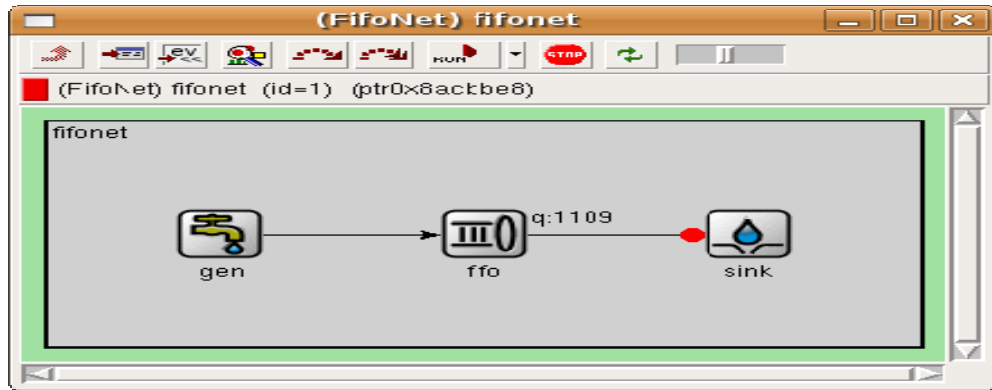 (FifoNet) fifonet
ev
RUN
STOP
(FifoNet) fifonet (id=1) (ptr0x8ackbe8)
fifonet
q:1109
gen
ffo
sink